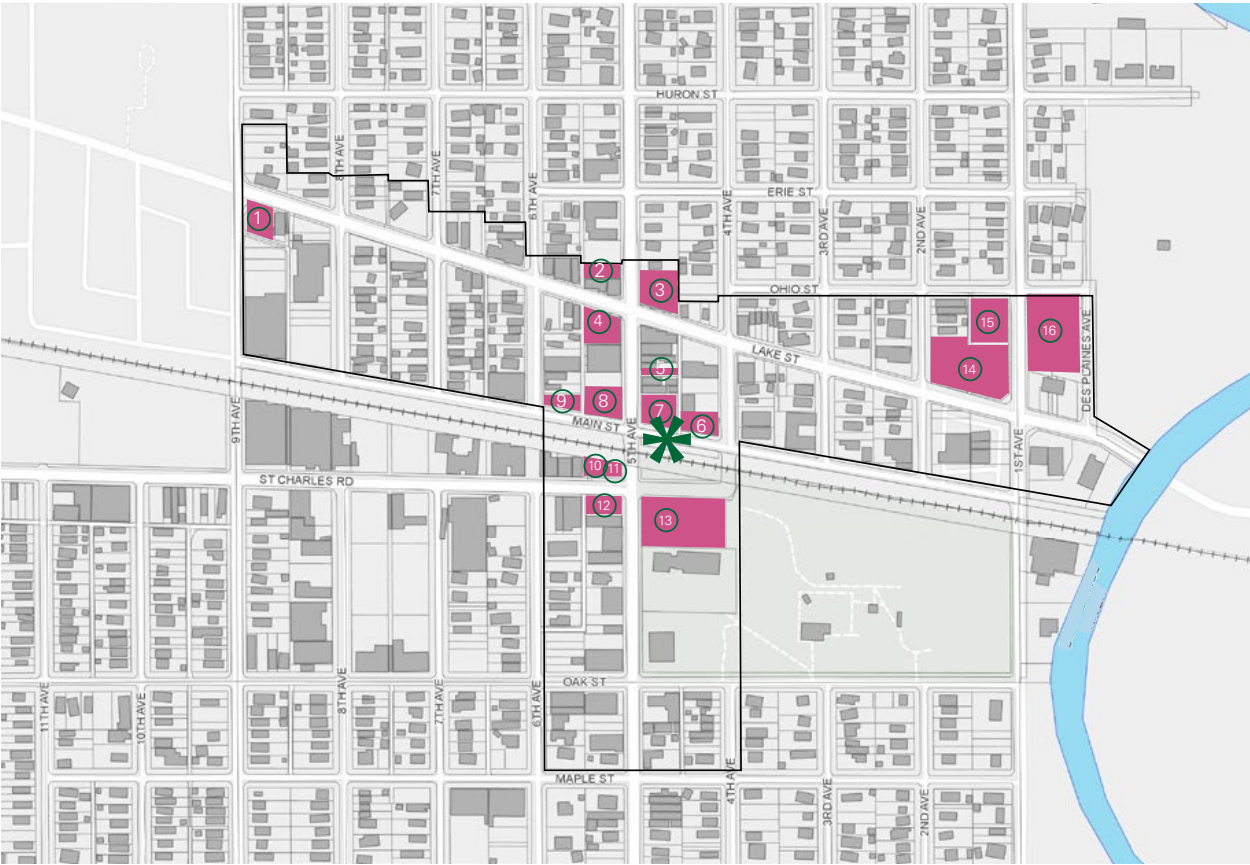 HURON ST
8TH AVE
7TH AVE
6TH AVE
ERIE ST
4TH AVE
3RD AVE
2ND AVE
1
2
3
OHIO ST
4
15
16
DES PLAINES AVE
LAKE ST
5
14
9
8
7
MAIN ST
6
9TH AVE
5TH AVE
1ST AVE
10
11
ST CHARLES RD
12
13
OAK ST
11TH AVE
10TH AVE
8TH AVE
7TH AVE
6TH AVE
MAPLE ST
4TH AVE
3RD AVE
2ND AVE